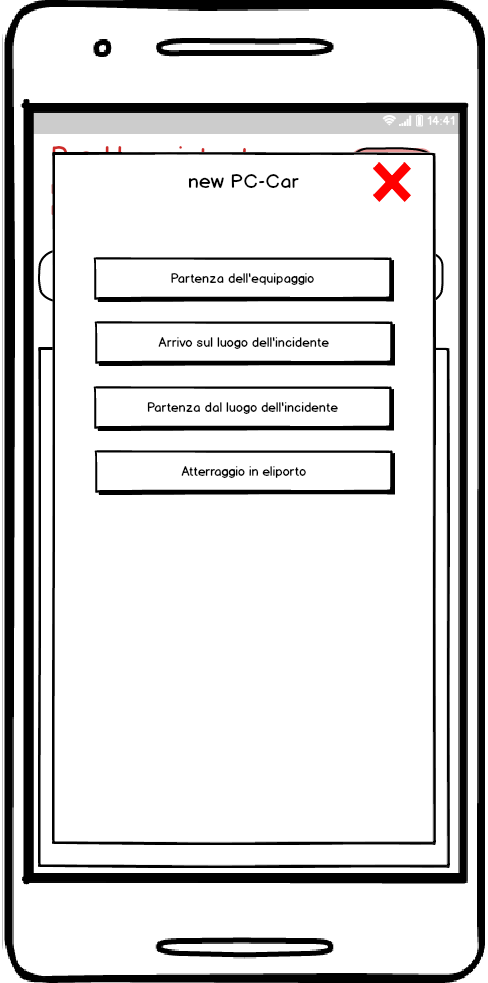 14:41
new PC-Car
Partenza dell'equipaggio
Arrivo sul luogo dell'incidente
Partenza dal luogo dell'incidente
Atterraggio in eliporto